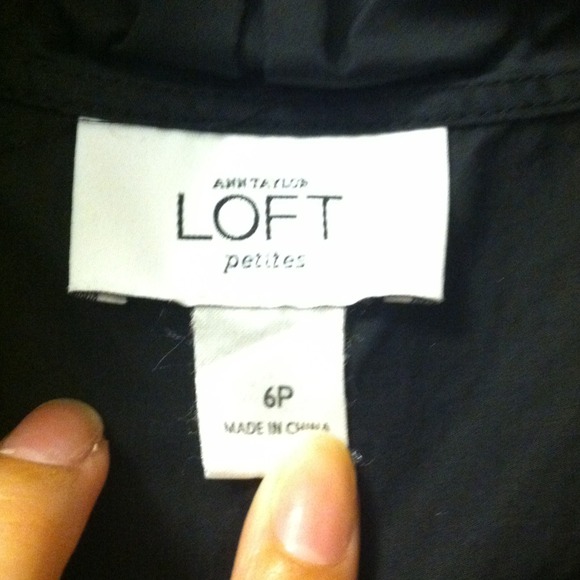 ANN TAYLOR
LOFT
petites
6P
MADE IN CHINA